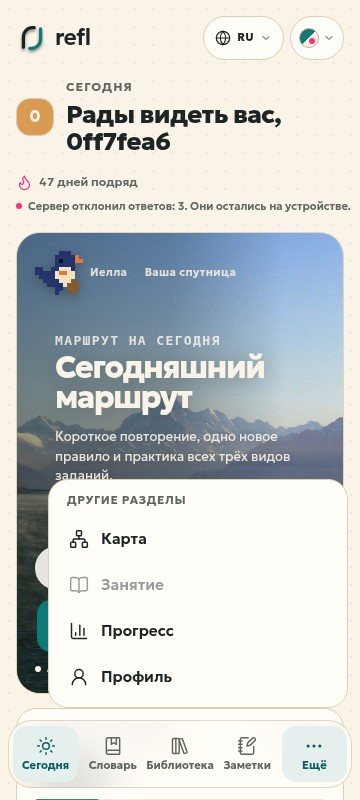 refl
RU
СЕГОДНЯ
0
Рады видеть вас,
0ff7fea6
47 дней подряд
Сервер отклонил ответов: 3. Они остались на устройстве.
Иелла Ваша спутница
МАРШРУТ НА СЕГОДНЯ
Сегодняшний
маршрут
Короткое повторение, одно новое
правило и практика всех трёх видов
заданий.
ДРУГИЕ РАЗДЕЛЫ
Карта
Занятие
Прогресс
Профиль
Сегодня Словарь Библиотека Заметки Ещё